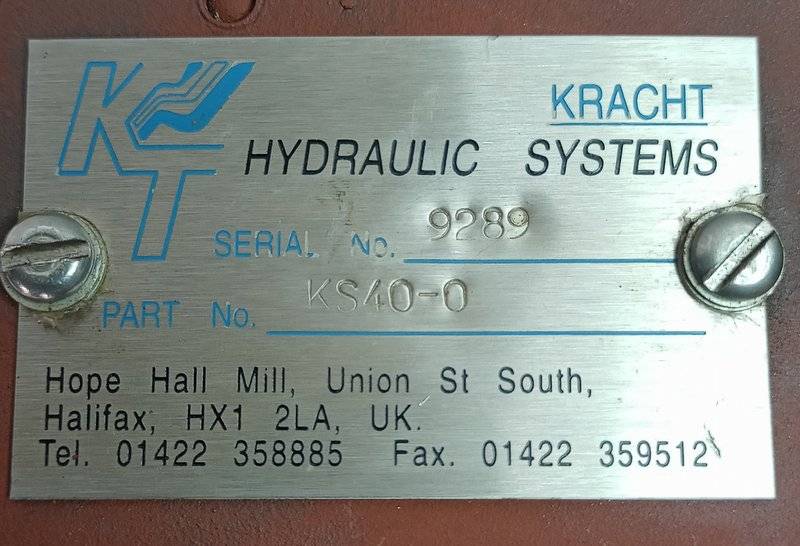 KT
KRACHT
HYDRAULIC SYSTEMS
SERIAL No. 9289
PART No. KS40-0
Hope Hall Mill, Union St South,
Halifax, HX1 2LA, UK.
Tel. 01422 358885 Fax. 01422 359512